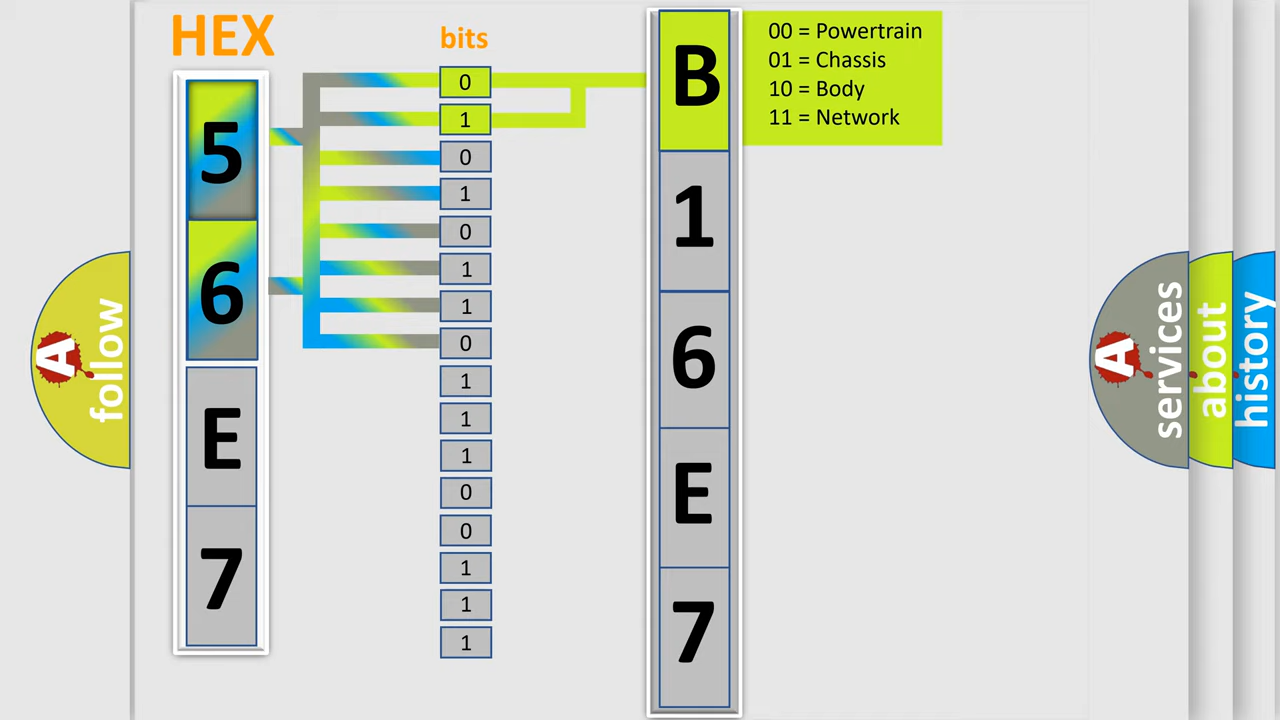 HEX
bits
5
6
E
7
0
1
0
1
0
1
1
0
1
1
1
0
0
1
1
1
B
1
6
E
7
00 = Powertrain
01 = Chassis
10 = Body
11 = Network
A
follow
A
services
about
history